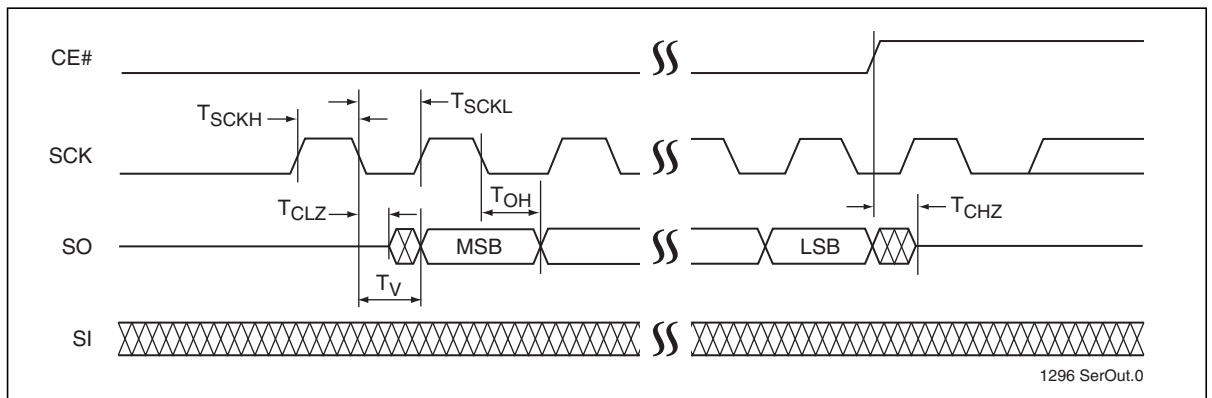 CE#
TSCKH
TSCKL
SCK
TCLZ
TOH
TCHZ
SO
MSB
LSB
TV
SI
1296 SerOut.0